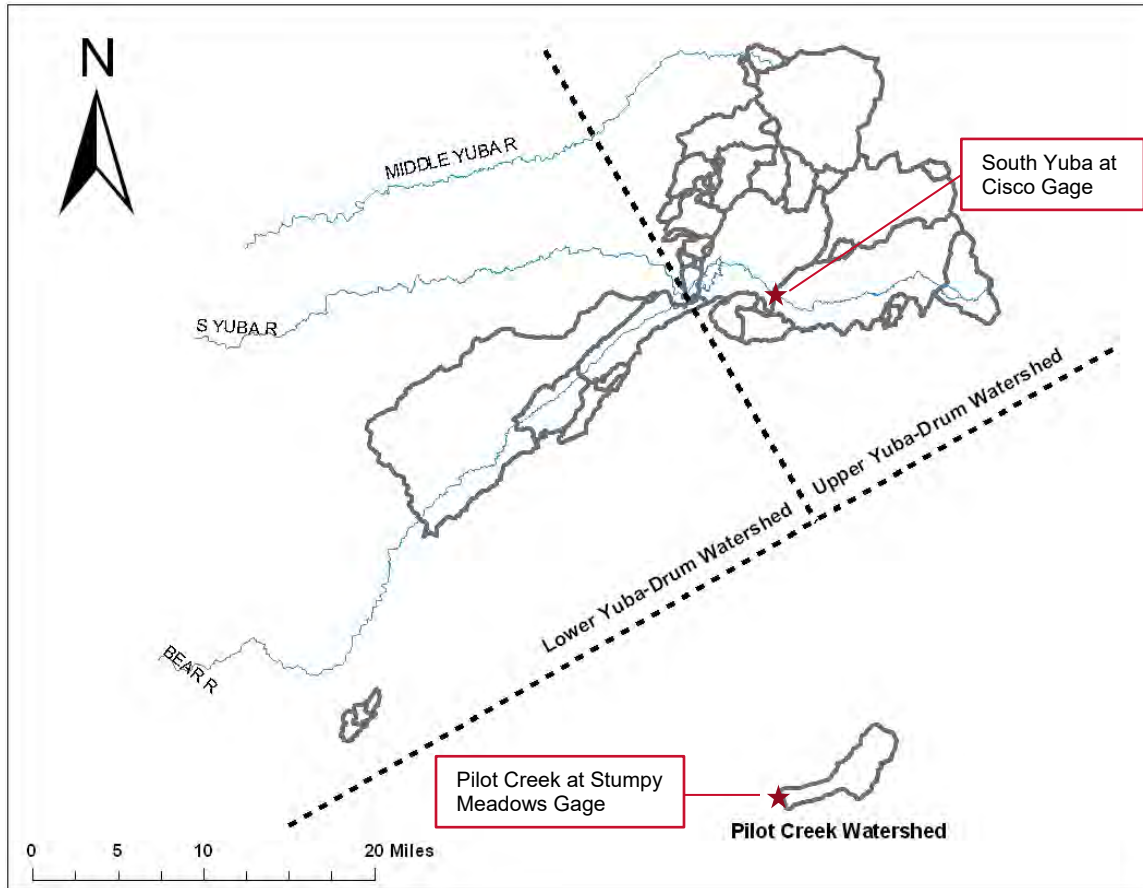 N
MIDDLE YUBA R
South Yuba at
Cisco Gage
S YUBA R
Upper Yuba-Drum Watershed
Lower Yuba-Drum Watershed
BEAR R
Pilot Creek at Stumpy
Meadows Gage
Pilot Creek Watershed
0 5 10 20 Miles